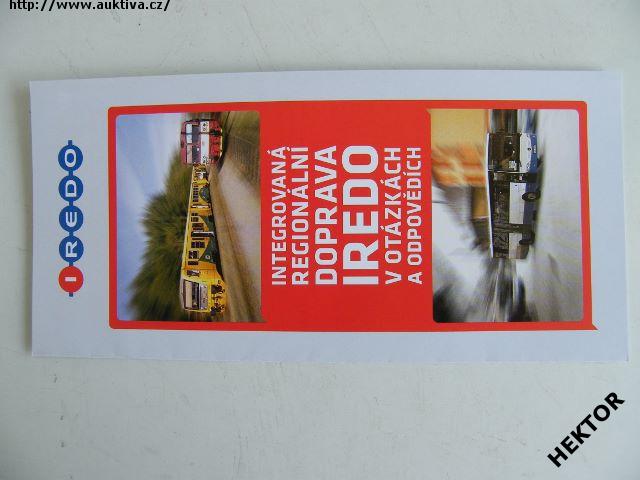 http://www.auktiva.cz/
IREDO
INTEGROVANÁ
REGIONÁLNÍ
DOPRAVA
IREDO
V OTÁZKÁCH
A ODPOVĚDÍCH
HEKTOR